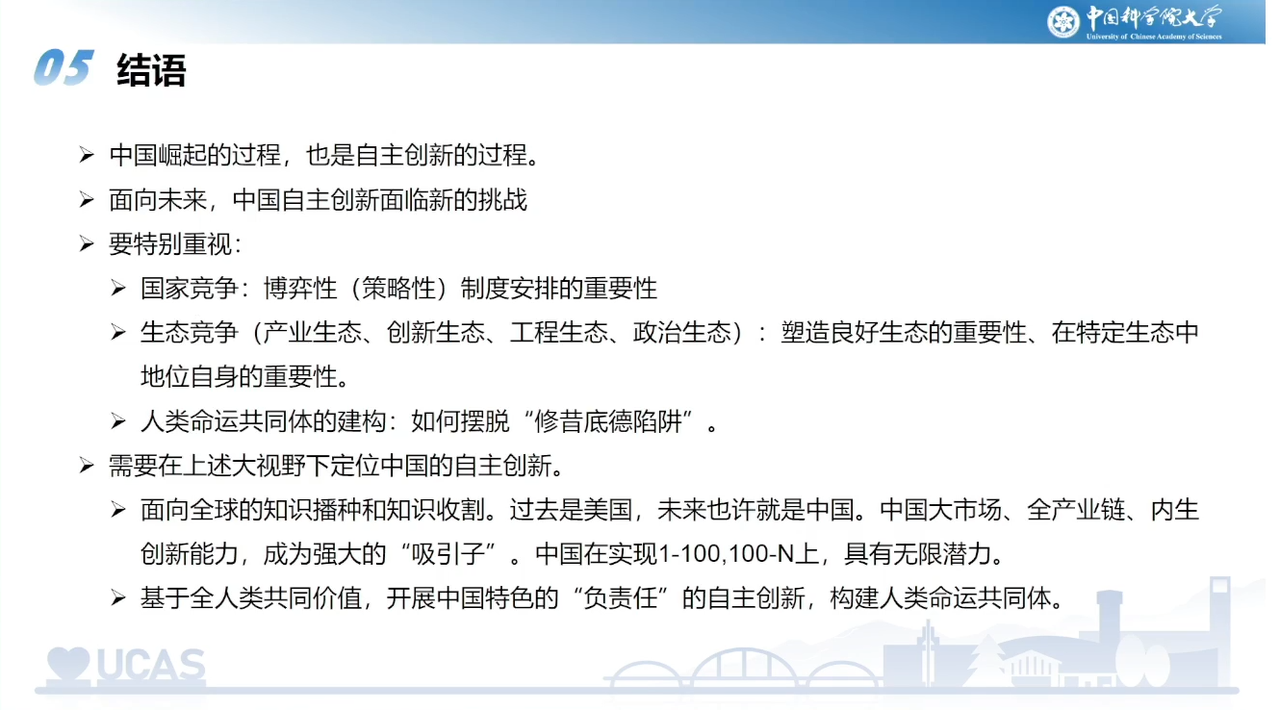 中国科学院大学
University of Chinese Academy of Sciences
05 结语
中国崛起的过程，也是自主创新的过程。
面向未来，中国自主创新面临新的挑战
要特别重视：
国家竞争：博弈性（策略性）制度安排的重要性
生态竞争（产业生态、创新生态、工程生态、政治生态）：塑造良好生态的重要性、在特定生态中
地位自身的重要性。
人类命运共同体的建构：如何摆脱“修昔底德陷阱”。
需要在上述大视野下定位中国的自主创新。
面向全球的知识播种和知识收割。过去是美国，未来也许就是中国。中国大市场、全产业链、内生
创新能力，成为强大的“吸引子”。中国在实现1-100,100-N上，具有无限潜力。
基于全人类共同价值，开展中国特色的“负责任”的自主创新，构建人类命运共同体。
UCAS